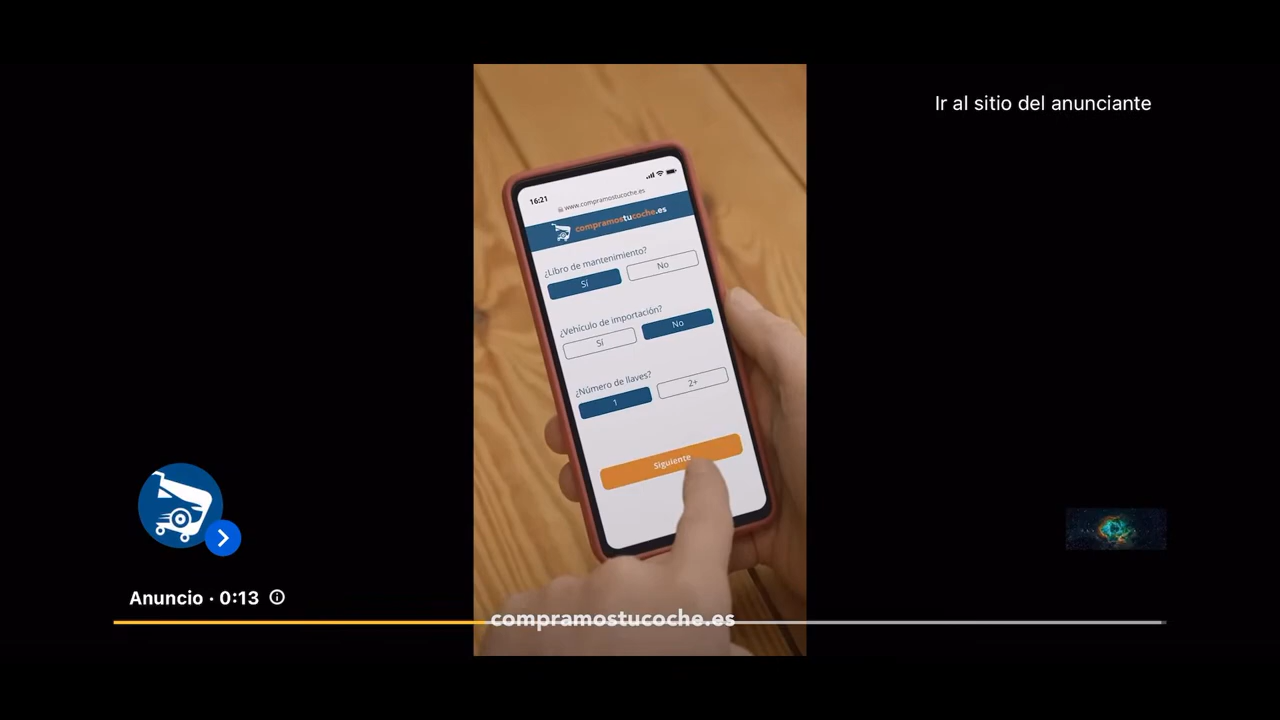 Ir al sitio del anunciante
16:21
www.compramostucoche.es
compramostucoche.es
¿Libro de mantenimiento?
Sí
No
¿Vehículo de importación?
Sí
No
¿Número de llaves?
1
2+
Siguiente
Anuncio · 0:13
compramostucoche.es